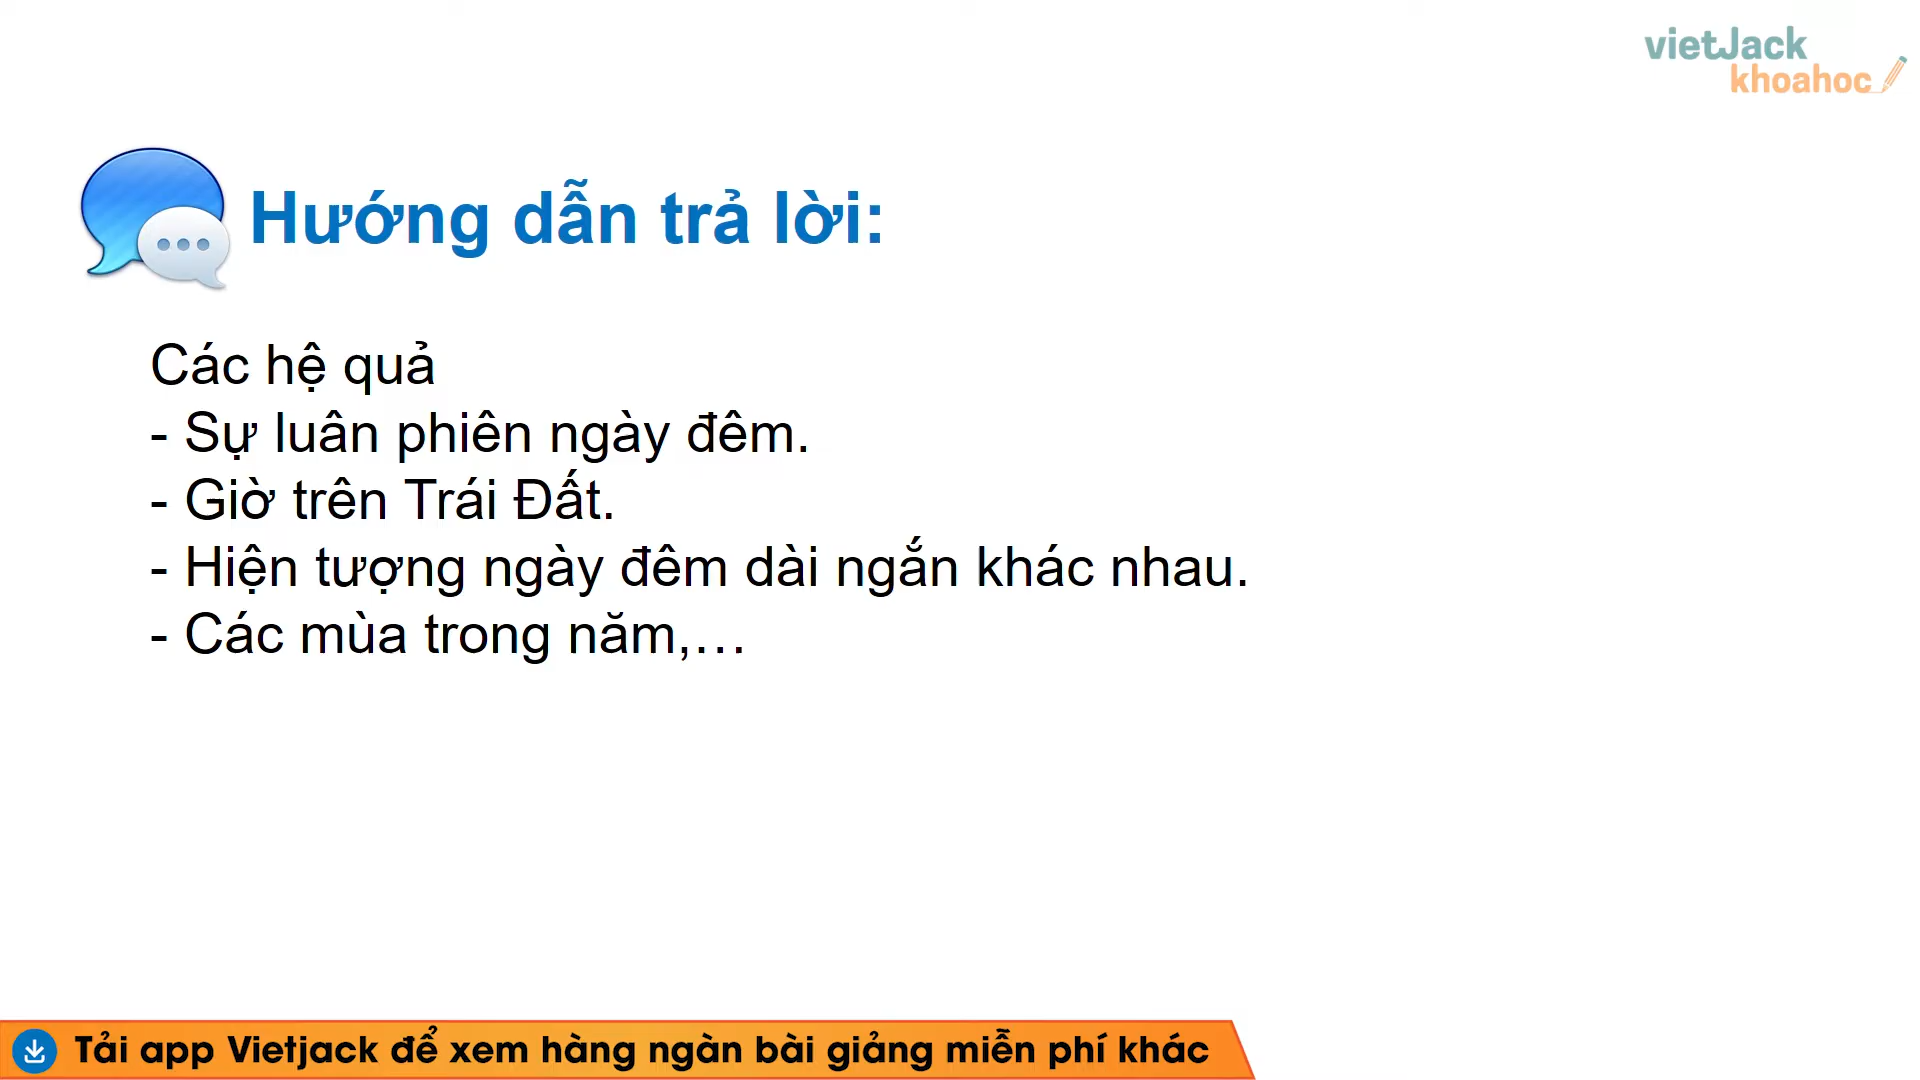 vietJack
khoahoc
Hướng dẫn trả lời:
Các hệ quả
- Sự luân phiên ngày đêm.
- Giờ trên Trái Đất.
- Hiện tượng ngày đêm dài ngắn khác nhau.
- Các mùa trong năm,…
Tải app Vietjack để xem hàng ngàn bài giảng miễn phí khác